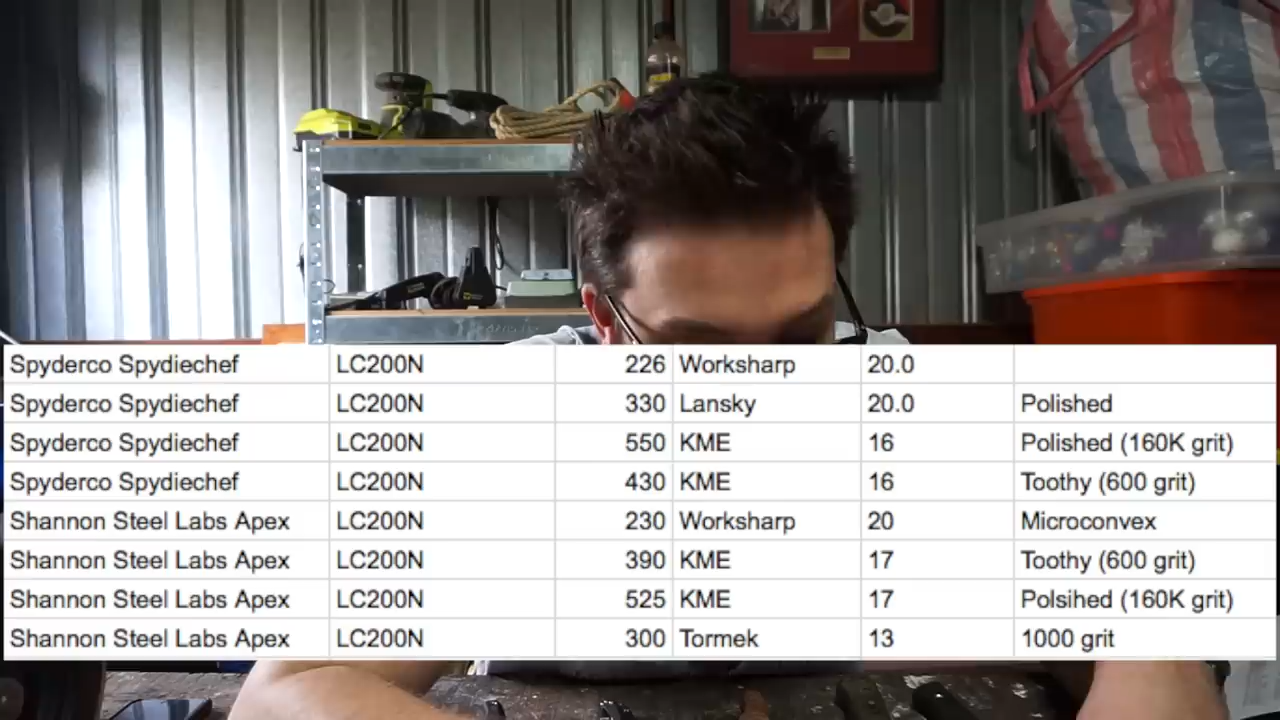 Spyderco Spydiechef LC200N 226 Worksharp 20.0
Spyderco Spydiechef LC200N 330 Lansky 20.0 Polished
Spyderco Spydiechef LC200N 550 KME 16 Polished (160K grit)
Spyderco Spydiechef LC200N 430 KME 16 Toothy (600 grit)
Shannon Steel Labs Apex LC200N 230 Worksharp 20 Microconvex
Shannon Steel Labs Apex LC200N 390 KME 17 Toothy (600 grit)
Shannon Steel Labs Apex LC200N 525 KME 17 Polsihed (160K grit)
Shannon Steel Labs Apex LC200N 300 Tormek 13 1000 grit